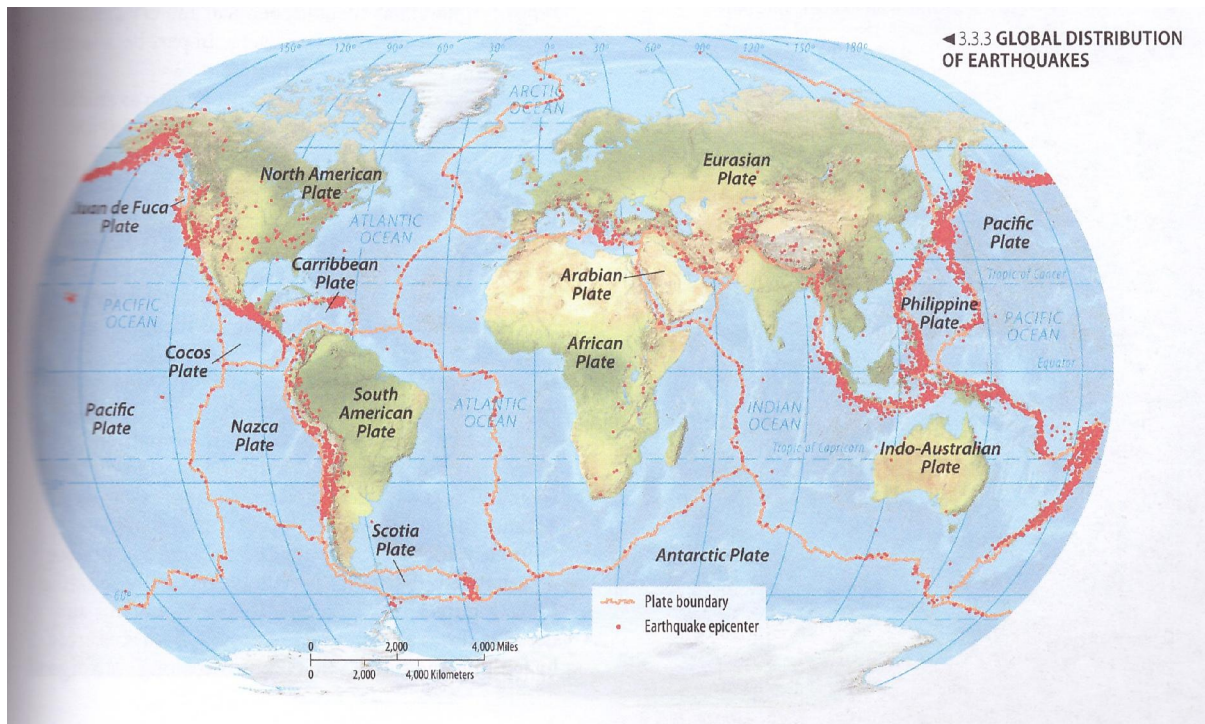 ◄3.3.3 GLOBAL DISTRIBUTION
OF EARTHQUAKES
150° 120° 90° 60° 30° 0° 30° 60° 90° 120° 150° 180°
ARCTIC
OCEAN
North American
Plate
Eurasian
Plate
Juan de Fuca
Plate
ATLANTIC
OCEAN
Pacific
Plate
Carribbean
Plate
Arabian
Plate
Tropic of Cancer
PACIFIC
OCEAN
Philippine
Plate
PACIFIC
OCEAN
Cocos
Plate
African
Plate
Equator
Pacific
Plate
Nazca
Plate
South
American
Plate
ATLANTIC
OCEAN
INDIAN
OCEAN
Tropic of Capricorn
Indo-Australian
Plate
Scotia
Plate
Antarctic Plate
60°
Plate boundary
Earthquake epicenter
0 2,000 4,000 Miles
0 2,000 4,000 Kilometers